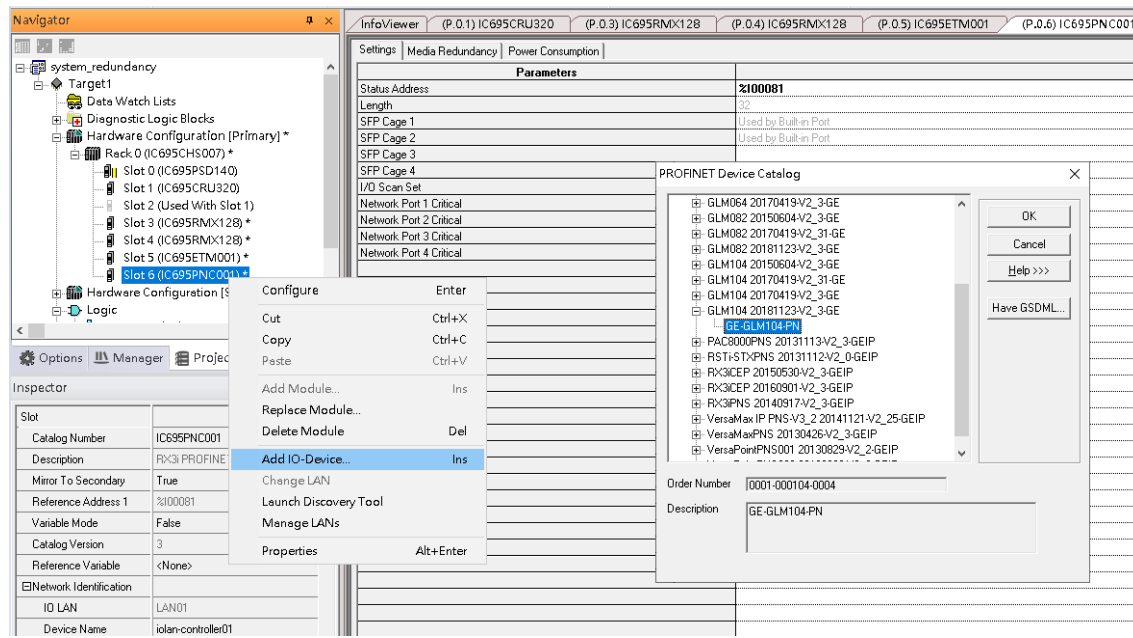 Navigator
system_redundancy
Target1
Data Watch Lists
Diagnostic Logic Blocks
Hardware Configuration [Primary] *
Rack 0 (IC695CHS007) *
Slot 0 (IC695PSD140)
Slot 1 (IC695CRU320)
Slot 2 (Used With Slot 1)
Slot 3 (IC695RMX128) *
Slot 4 (IC695RMX128) *
Slot 5 (IC695ETM001) *
Slot 6 (IC695PNC001) *
Hardware Configuration [S
Logic
Options
Manager
Projec
Inspector
Slot
Catalog Number IC695PNC001
Description RX3i PROFINE
Mirror To Secondary True
Reference Address 1 %I00081
Variable Mode False
Catalog Version 3
Reference Variable <None>
Network Identification
IO LAN LAN01
Device Name iolan-controller01
Configure Enter
Cut Ctrl+X
Copy Ctrl+C
Paste Ctrl+V
Add Module... Ins
Replace Module...
Delete Module Del
Add IO-Device... Ins
Change LAN
Launch Discovery Tool
Manage LANs
Properties Alt+Enter
InfoViewer
(P.0.1) IC695CRU320
(P.0.3) IC695RMX128
(P.0.4) IC695RMX128
(P.0.5) IC695ETM001
(P.0.6) IC695PNC001
Settings
Media Redundancy
Power Consumption
Parameters
Status Address %I00081
Length 32
SFP Cage 1 Used by Built-in Port
SFP Cage 2 Used by Built-in Port
SFP Cage 3
SFP Cage 4
I/O Scan Set
Network Port 1 Critical
Network Port 2 Critical
Network Port 3 Critical
Network Port 4 Critical
PROFINET Device Catalog
GLM064 20170419-V2_3-GE
GLM082 20150604-V2_3-GE
GLM082 20170419-V2_31-GE
GLM082 20181123-V2_3-GE
GLM104 20150604-V2_3-GE
GLM104 20170419-V2_31-GE
GLM104 20170419-V2_3-GE
GLM104 20181123-V2_3-GE
GE-GLM104-PN
PAC8000PNS 20131113-V2_3-GEIP
RSTi-STXPNS 20131112-V2_0-GEIP
RX3iCEP 20150530-V2_3-GEIP
RX3iCEP 20160901-V2_3-GEIP
RX3iPNS 20140917-V2_3-GEIP
VersaMax IP PNS-V3_2 20141121-V2_25-GEIP
VersaMaxPNS 20130426-V2_3-GEIP
VersaPointPNS001 20130829-V2_2-GEIP
OK
Cancel
Help >>>
Have GSDML...
Order Number 0001-000104-0004
Description GE-GLM104-PN